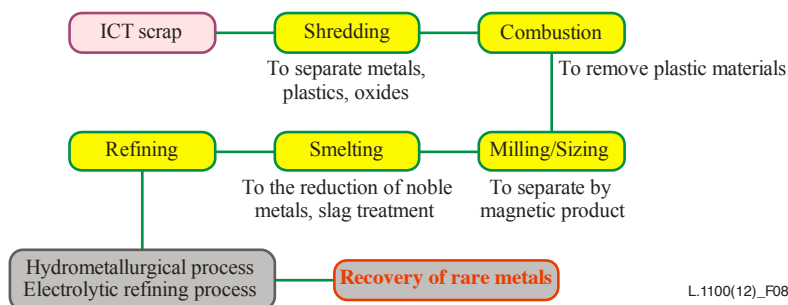 ICT scrap
Shredding
Combustion
To separate metals,
plastics, oxides
To remove plastic materials
Refining
Smelting
Milling/Sizing
To the reduction of noble
metals, slag treatment
To separate by
magnetic product
Hydrometallurgical process
Electrolytic refining process
Recovery of rare metals
L.1100(12)_F08